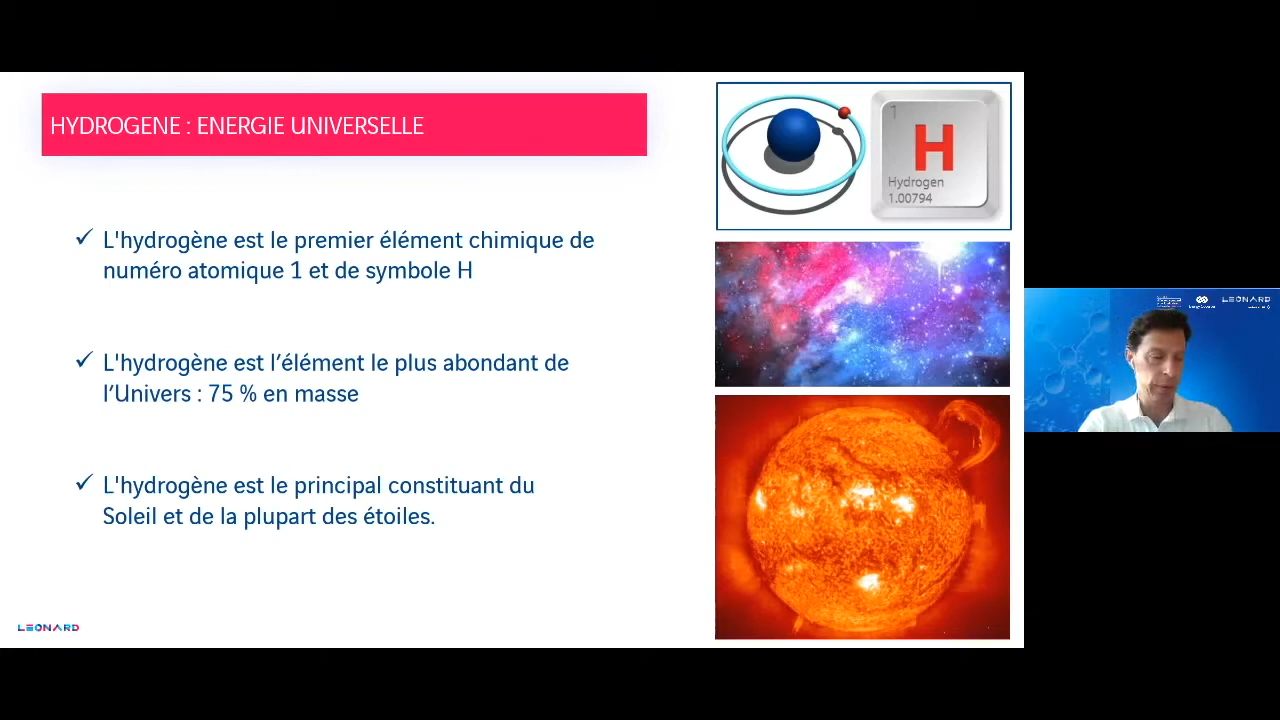 HYDROGENE : ENERGIE UNIVERSELLE
✓ L'hydrogène est le premier élément chimique de
numéro atomique 1 et de symbole H
✓ L'hydrogène est l’élément le plus abondant de
l’Univers : 75 % en masse
✓ L'hydrogène est le principal constituant du
Soleil et de la plupart des étoiles.
LEONARD
1
H
Hydrogen
1.00794
LEONARD